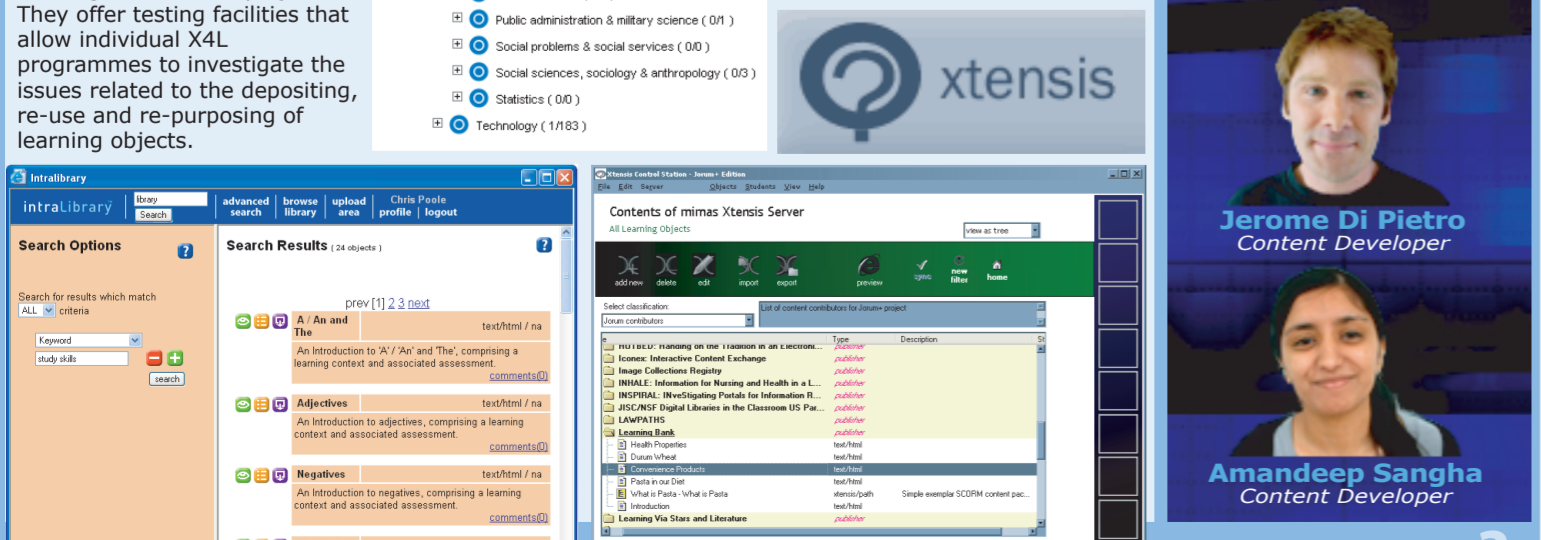 They offer testing facilities that
allow individual X4L
programmes to investigate the
issues related to the depositing,
re-use and re-purposing of
learning objects.
Public administration & military science ( 0/1 )
Social problems & social services ( 0/0 )
Social sciences, sociology & anthropology ( 0/3 )
Statistics ( 0/0 )
Technology ( 1/183 )
xtensis
Jerome Di Pietro
Content Developer
Amandeep Sangha
Content Developer
Intralibrary
intraLibrary
library
Search
advanced search
browse library
upload area
Chris Poole
profile | logout
Search Options
?
Search for results which match
ALL criteria
Keyword
study skills
search
Search Results ( 24 objects )
?
prev [1] 2 3 next
A / An and The
text/html / na
An Introduction to 'A' / 'An' and 'The', comprising a
learning context and associated assessment.
comments(0)
Adjectives
text/html / na
An Introduction to adjectives, comprising a learning
context and associated assessment.
comments(0)
Negatives
text/html / na
An Introduction to negatives, comprising a learning
context and associated assessment.
comments(0)
Xtensis Control Station - Jorum+ Edition
File Edit Server Objects Students View Help
Contents of mimas Xtensis Server
All Learning Objects
view as tree
add new delete edit import export preview sync new filter home
Select classification:
Jorum contributors
List of content contributors for Jorum+ project
e Type Description St
HOTBED: Handing on the Tradition in an Electroni... publisher
Iconex: Interactive Content Exchange publisher
Image Collections Registry publisher
INHALE: Information for Nursing and Health in a L... publisher
INSPIRAL: INveStigating Portals for Information R... publisher
JISC/NSF Digital Libraries in the Classroom US Par... publisher
LAWPATHS publisher
Learning Bank publisher
Health Properties text/html
Durum Wheat text/html
Convenience Products text/html
Pasta in our Diet text/html
What is Pasta - What is Pasta xtensis/path Simple exemplar SCORM content pac...
Introduction text/html
Learning Via Stars and Literature publisher